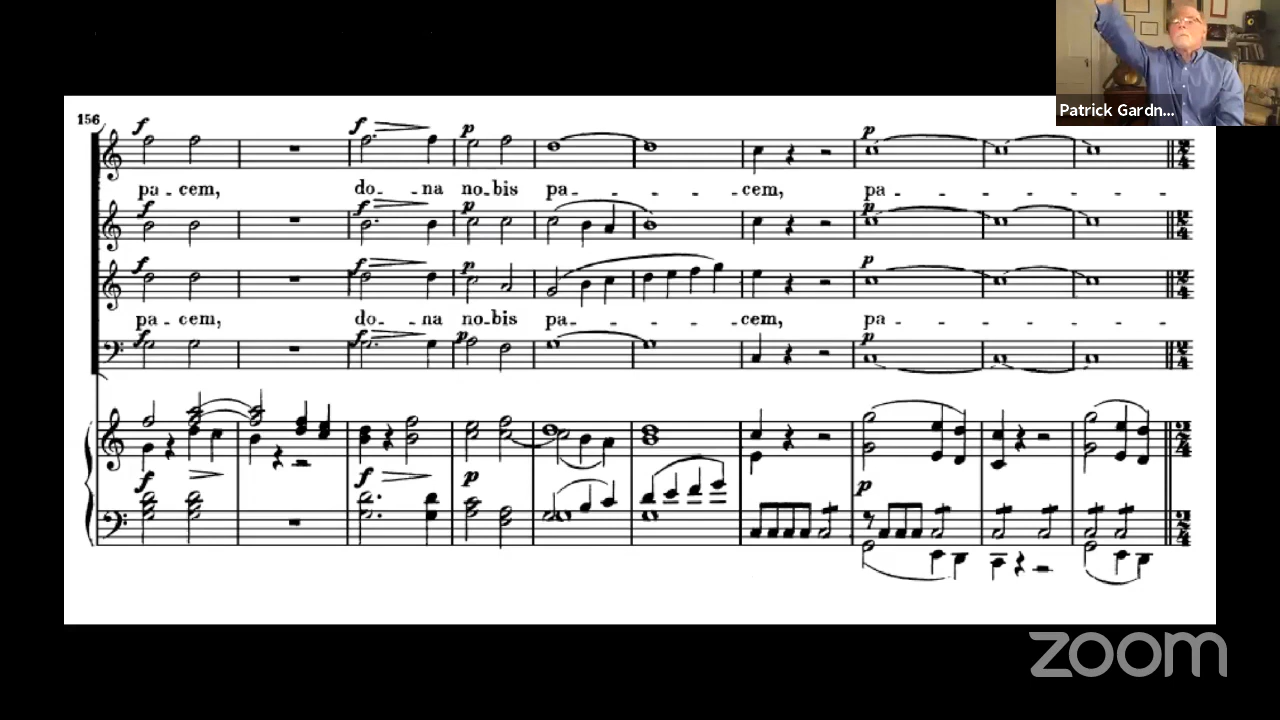 Patrick Gardn...
156
f f p p
pa - cem, do - na no - bis pa - - - - cem, pa - - - - - - -
f f p p
f f p p
pa - cem, do - na no - bis pa - - - - cem, pa - - - - - - -
f f p p
f f p p
zoom